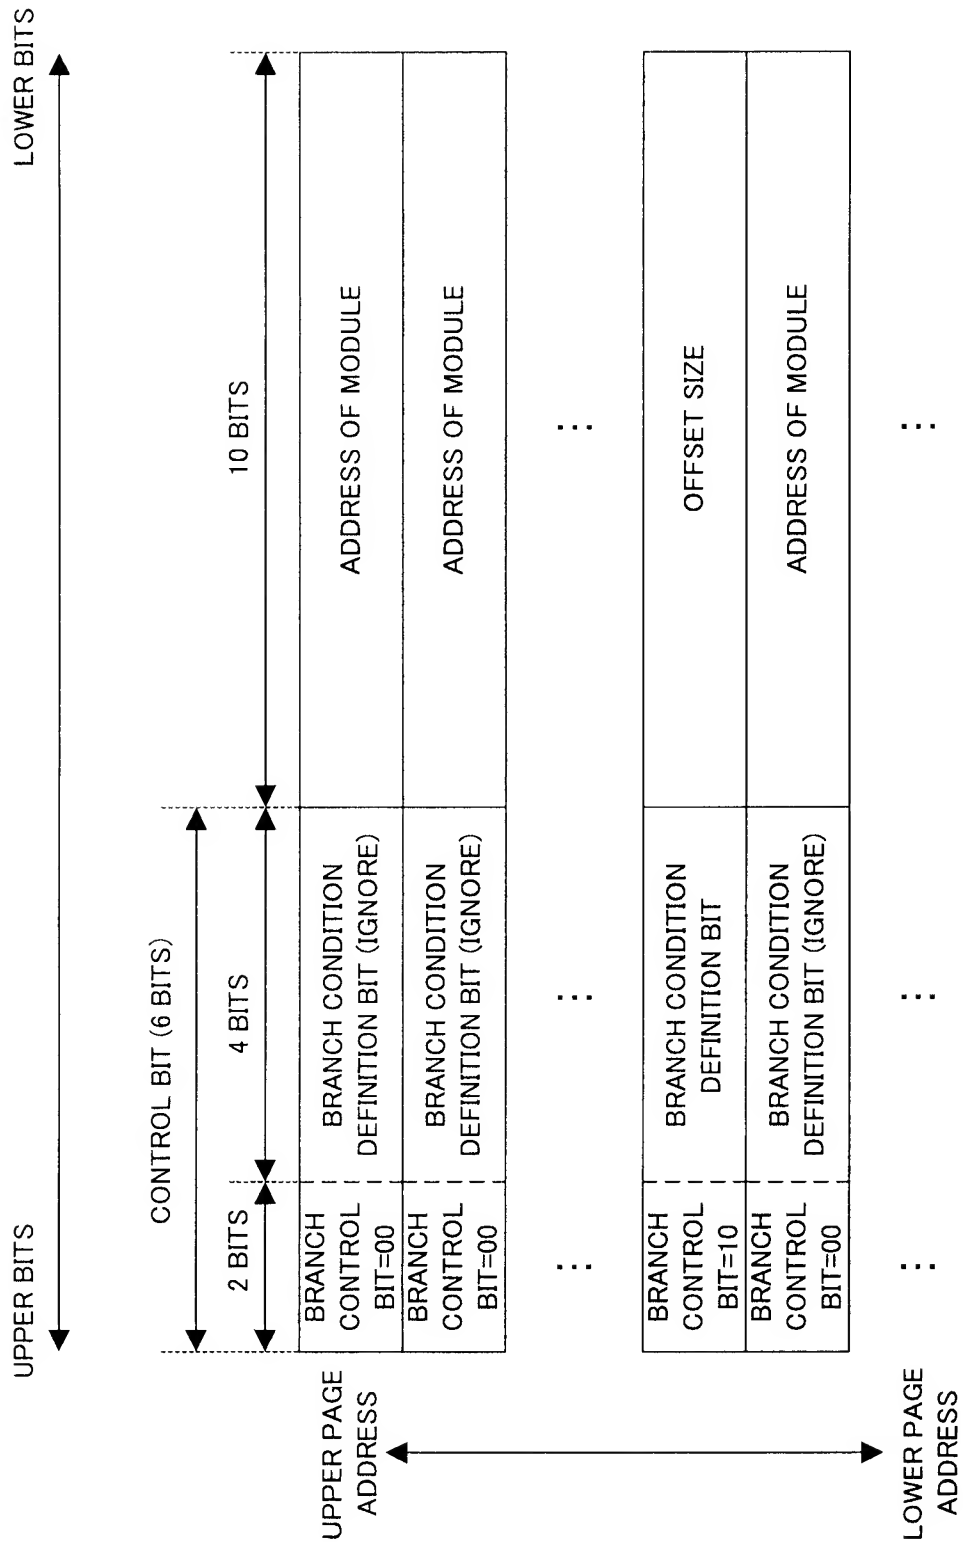 UPPER BITS
LOWER BITS
CONTROL BIT (6 BITS)
2 BITS
4 BITS
10 BITS
UPPER PAGE
ADDRESS
BRANCH
CONTROL
BIT=00
BRANCH CONDITION
DEFINITION BIT (IGNORE)
ADDRESS OF MODULE
BRANCH
CONTROL
BIT=00
BRANCH CONDITION
DEFINITION BIT (IGNORE)
ADDRESS OF MODULE
...
...
...
BRANCH
CONTROL
BIT=10
BRANCH CONDITION
DEFINITION BIT
OFFSET SIZE
BRANCH
CONTROL
BIT=00
BRANCH CONDITION
DEFINITION BIT (IGNORE)
ADDRESS OF MODULE
...
...
...
LOWER PAGE
ADDRESS